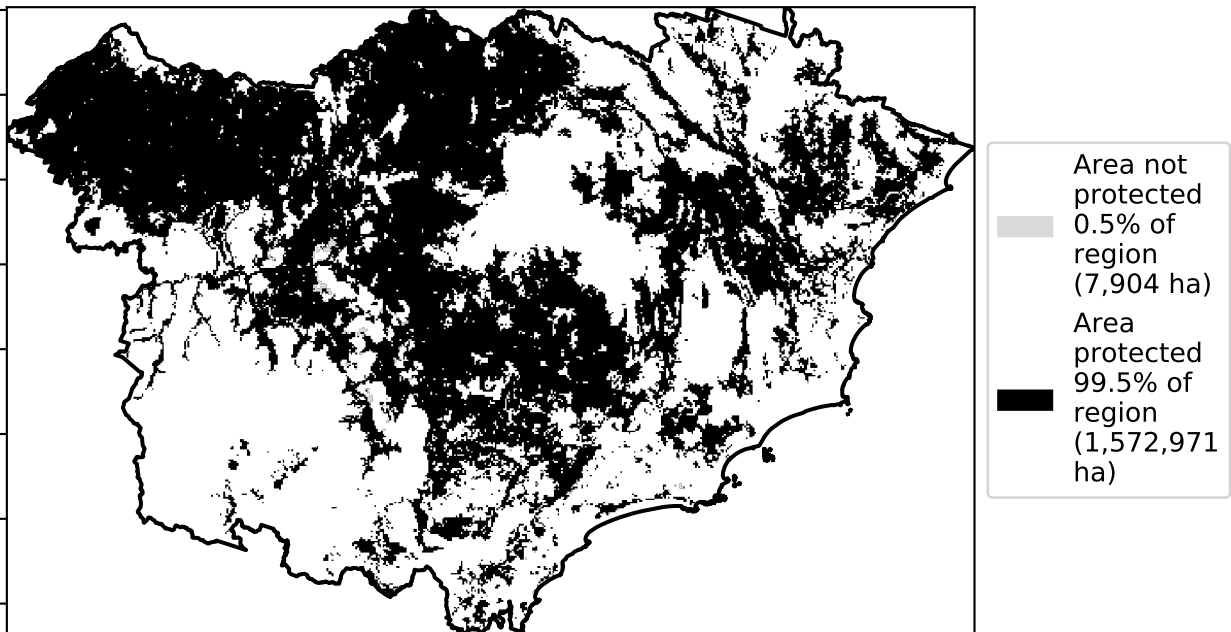 Area not
protected
0.5% of
region
(7,904 ha)
Area
protected
99.5% of
region
(1,572,971
ha)